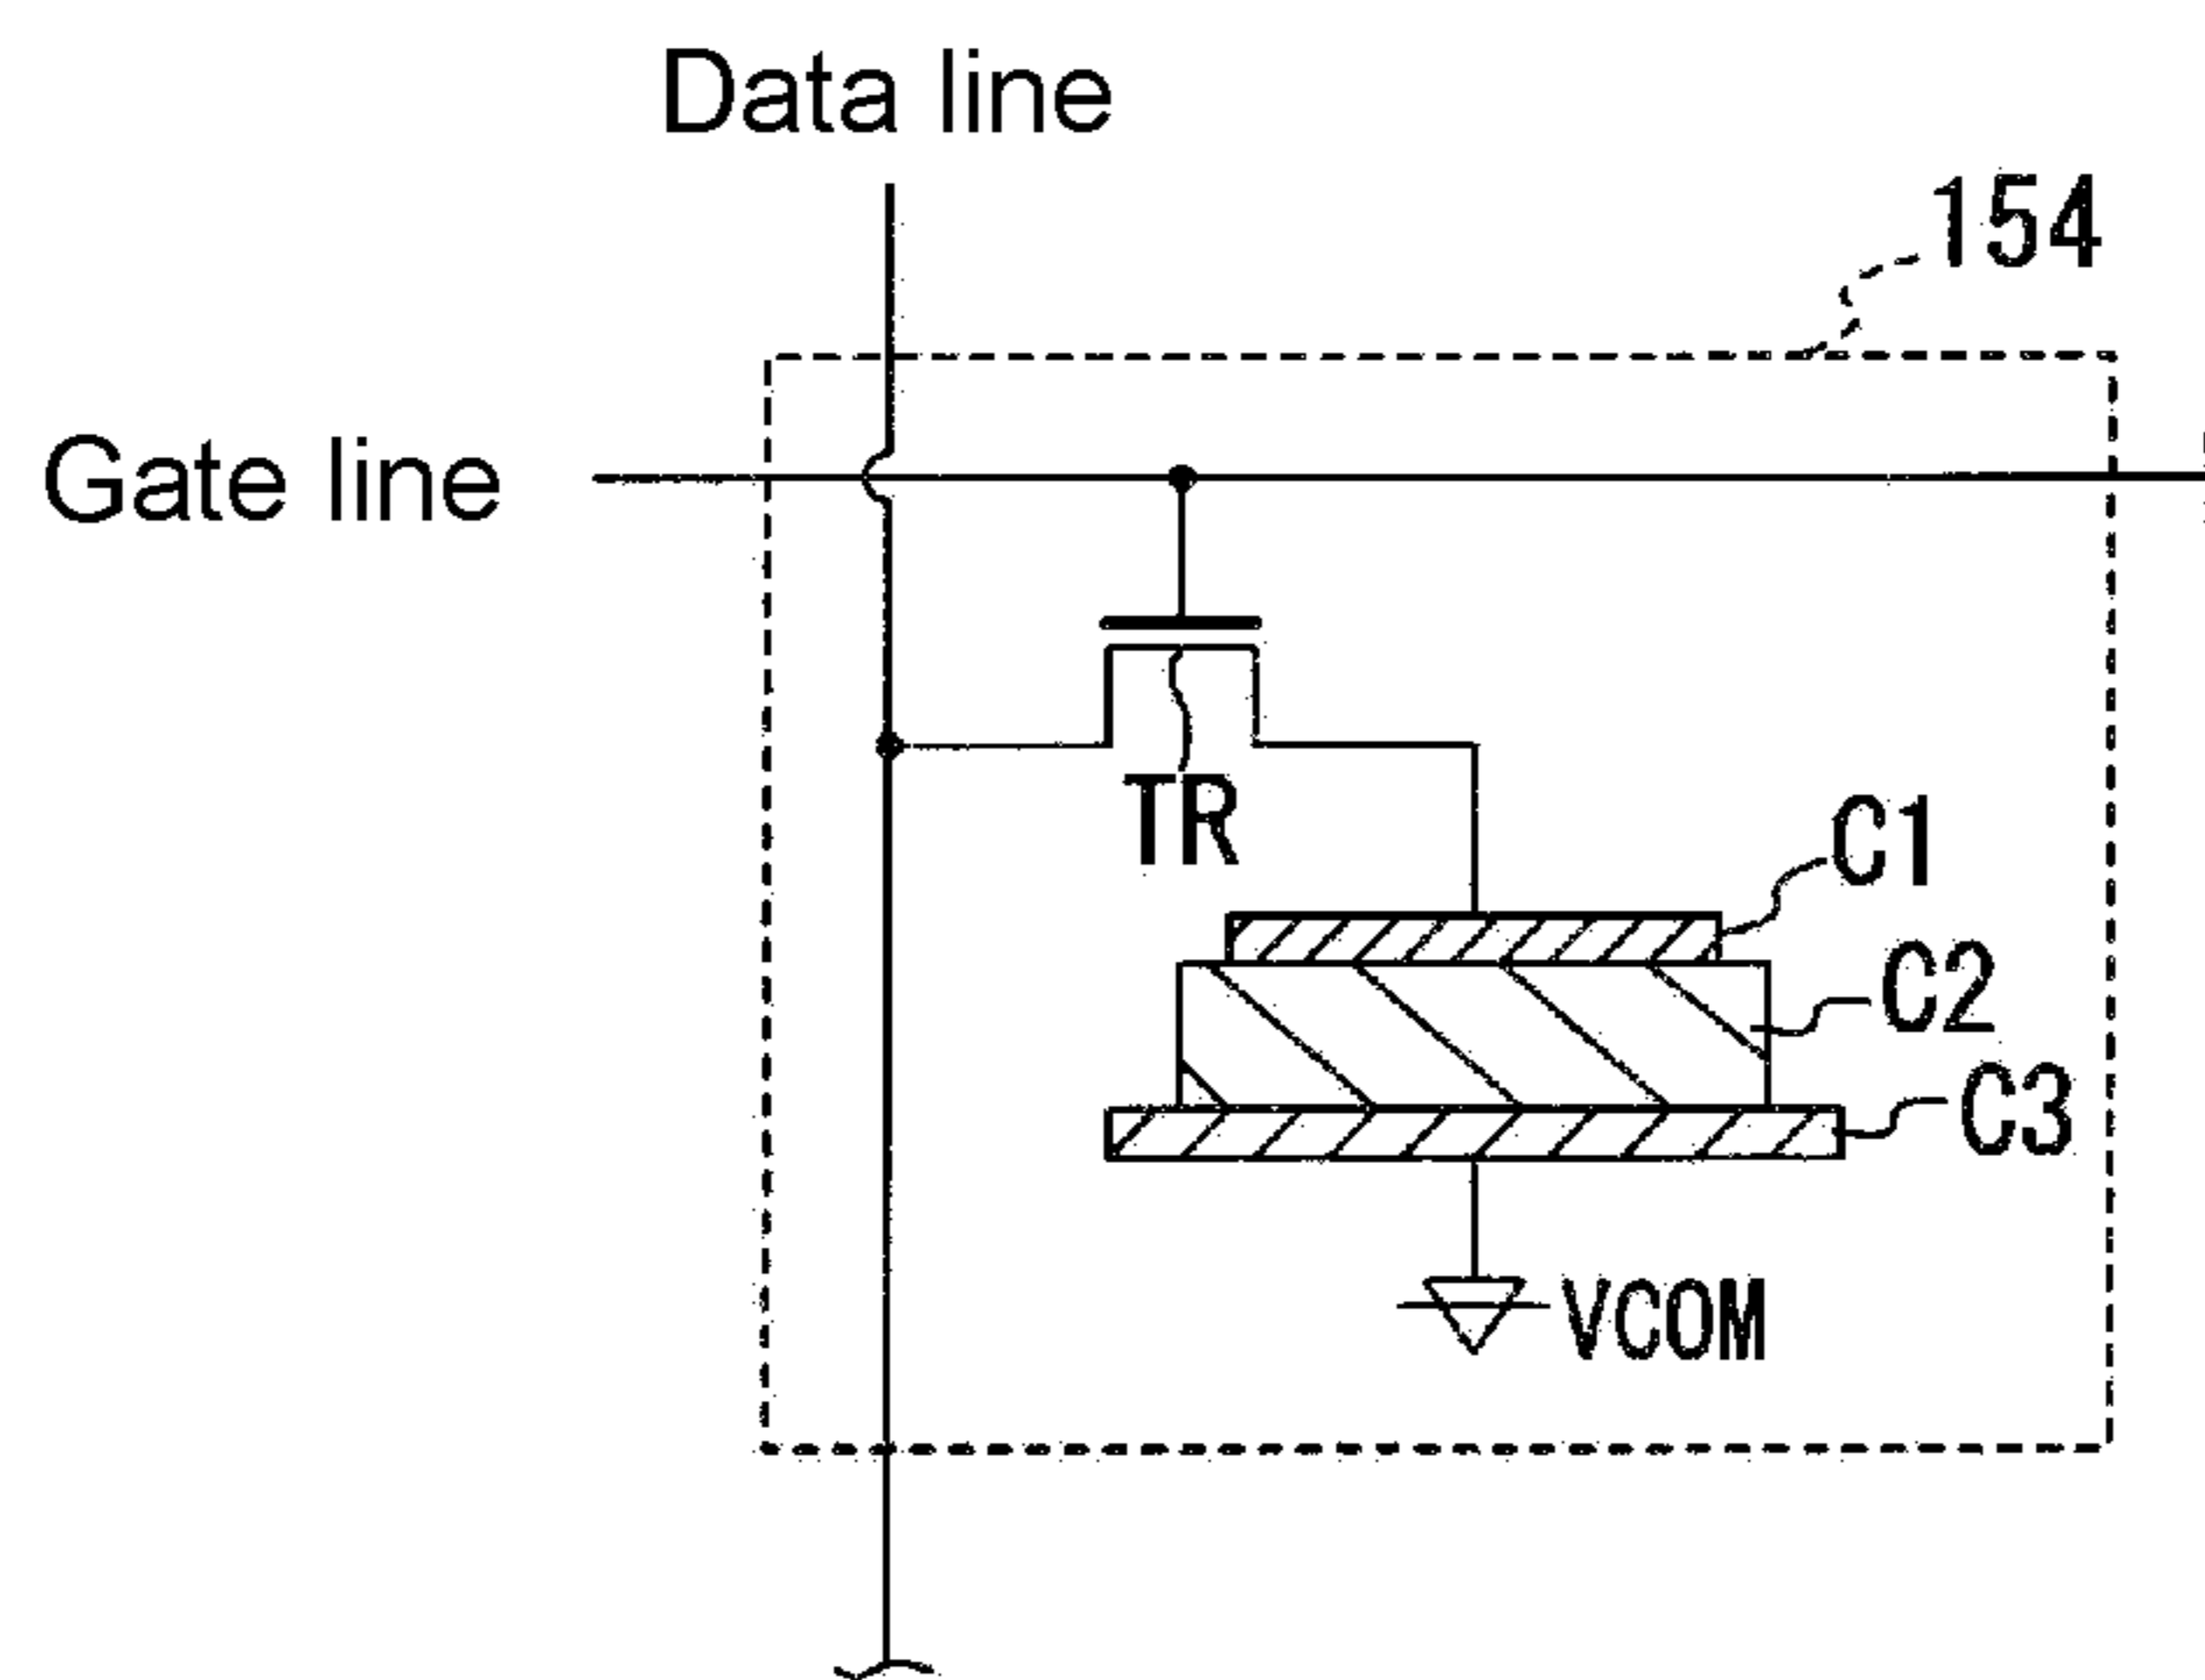 Data line
154
Gate line
TR
C1
C2
C3
VCOM